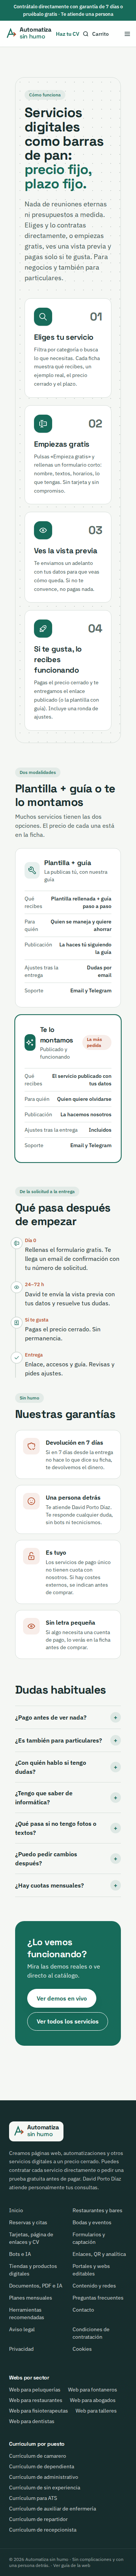 Contrátalo directamente con descuento de 7 días o
pruébalo gratis · Te atiende una persona
Automatiza
sin humo
Haz tu CV
Carrito
Cómo funciona
Servicios
digitales
como barras
de pan:
precio fijo,
plazo fijo.
Nada de reuniones eternas
ni presupuestos a medida.
Eliges y lo contratas
directamente, o empiezas
gratis, ves una vista previa y
pagas solo si te gusta. Para
negocios y también para
particulares.
01
Eliges tu servicio
Filtra por categoría o busca
lo que necesitas. Cada ficha
muestra qué recibes, un
ejemplo real, el precio
cerrado y el plazo.
02
Empiezas gratis
Pulsas «Empieza gratis» y
rellenas un formulario corto:
nombre, textos, horarios, lo
que tengas. Sin tarjeta y sin
compromiso.
03
Ves la vista previa
Te enviamos un adelanto
con tus datos para que veas
cómo queda. Si no te
convence, no pagas nada.
04
Si te gusta, lo
recibes
funcionando
Pagas el precio cerrado y te
entregamos el enlace
publicado (o la plantilla con
guía). Incluye una ronda de
ajustes.
Dos modalidades
Plantilla + guía o te
lo montamos
Muchos servicios tienen las dos
opciones. El precio de cada una está
en la ficha.
Plantilla + guía
La publicas tú, con nuestra
guía
Qué recibes
Plantilla rellenada + guía paso a paso
Para quién
Quien se maneja y quiere ahorrar
Publicación
La haces tú siguiendo la guía
Ajustes tras la entrega
Dudas por email
Soporte
Email y Telegram
Te lo
montamos
Publicado y
funcionando
La más pedida
Qué recibes
El servicio publicado con tus datos
Para quién
Quien quiere olvidarse
Publicación
La hacemos nosotros
Ajustes tras la entrega
Incluidos
Soporte
Email y Telegram
De la solicitud a la entrega
Qué pasa después
de empezar
Día 0
Rellenas el formulario gratis. Te
llega un email de confirmación con
tu número de solicitud.
24–72 h
David te envía la vista previa con
tus datos y resuelve tus dudas.
Si te gusta
Pagas el precio cerrado. Sin
permanencia.
Entrega
Enlace, accesos y guía. Revisas y
pides ajustes.
Sin humo
Nuestras garantías
Devolución en 7 días
Si en 7 días desde la entrega
no hace lo que dice su ficha,
te devolvemos el dinero.
Una persona detrás
Te atiende David Porto Díaz.
Te responde cualquier duda,
sin bots ni tecnicismos.
Es tuyo
Los servicios de pago único
no tienen cuota con
nosotros. Si hay costes
externos, se indican antes
de comprar.
Sin letra pequeña
Si algo necesita una cuenta
de pago, lo verás en la ficha
antes de comprar.
Dudas habituales
¿Pago antes de ver nada?
¿Es también para particulares?
¿Con quién hablo si tengo
dudas?
¿Tengo que saber de
informática?
¿Qué pasa si no tengo fotos o
textos?
¿Puedo pedir cambios
después?
¿Hay cuotas mensuales?
¿Lo vemos
funcionando?
Mira las demos reales o ve
directo al catálogo.
Ver demos en vivo
Ver todos los servicios
Automatiza
sin humo
Creamos páginas web, automatizaciones y otros
servicios digitales a un precio cerrado. Puedes
contratar cada servicio directamente o pedir una
prueba gratuita antes de pagar. David Porto Díaz
atiende personalmente las consultas.
Inicio
Restaurantes y bares
Reservas y citas
Bodas y eventos
Tarjetas, página de
enlaces y CV
Formularios y
captación
Bots e IA
Enlaces, QR y analítica
Tiendas y productos
digitales
Portales y webs
editables
Documentos, PDF e IA
Contenido y redes
Planes mensuales
Preguntas frecuentes
Herramientas
recomendadas
Contacto
Aviso legal
Condiciones de
contratación
Privacidad
Cookies
Webs por sector
Web para peluquerías
Web para fontaneros
Web para restaurantes
Web para abogados
Web para fisioterapeutas
Web para talleres
Web para dentistas
Currículum por puesto
Currículum de camarero
Currículum de dependienta
Currículum de administrativo
Currículum de sin experiencia
Currículum para ATS
Currículum de auxiliar de enfermería
Currículum de repartidor
Currículum de recepcionista
© 2026 Automatiza sin humo · Sin complicaciones y con
una persona detrás. · Ver guía de la web